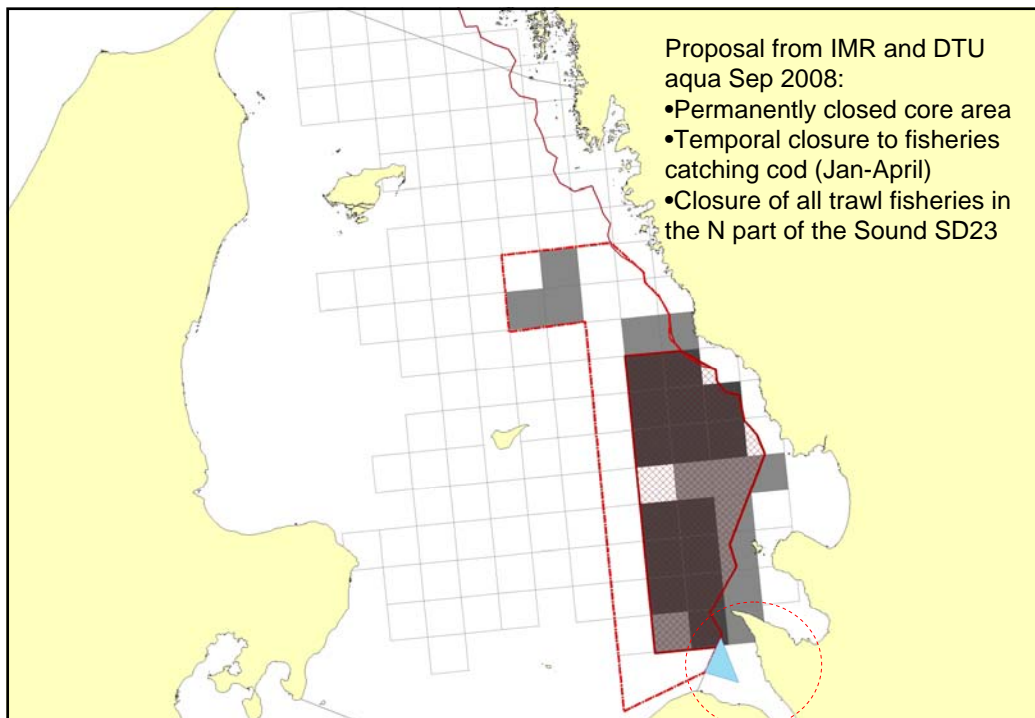 Proposal from IMR and DTU
aqua Sep 2008:
•Permanently closed core area
•Temporal closure to fisheries
catching cod (Jan-April)
•Closure of all trawl fisheries in
the N part of the Sound SD23